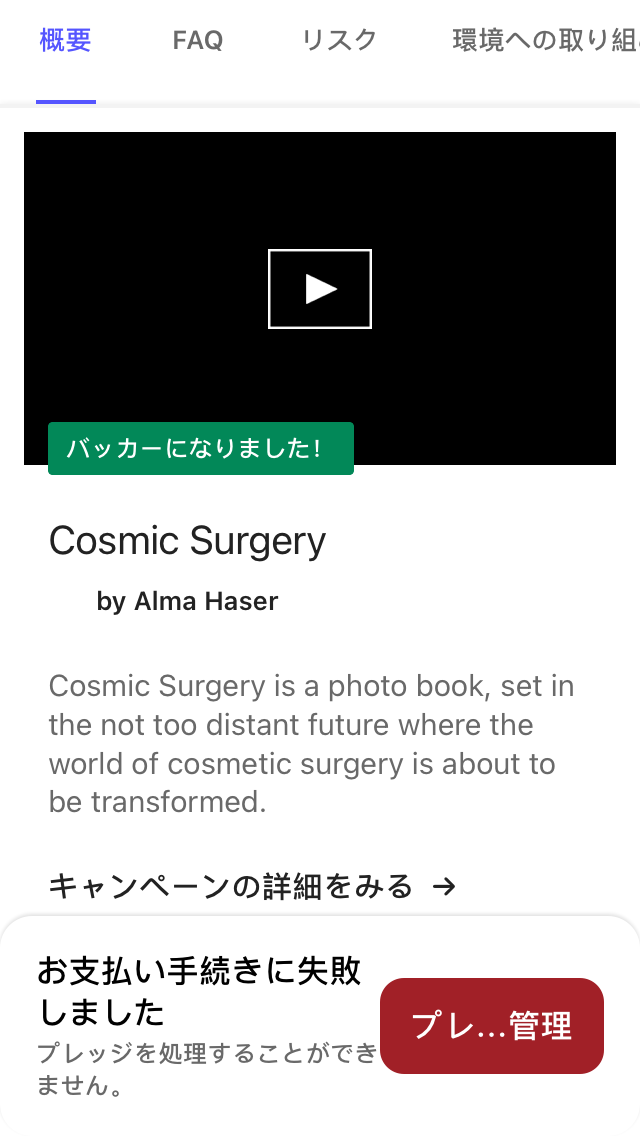 概要 FAQ リスク 環境への取り組
バッカーになりました!
Cosmic Surgery
by Alma Haser
Cosmic Surgery is a photo book, set in
the not too distant future where the
world of cosmetic surgery is about to
be transformed.
キャンペーンの詳細をみる →
お支払い手続きに失敗
しました
プレッジを処理することができ
ません。
プレ...管理